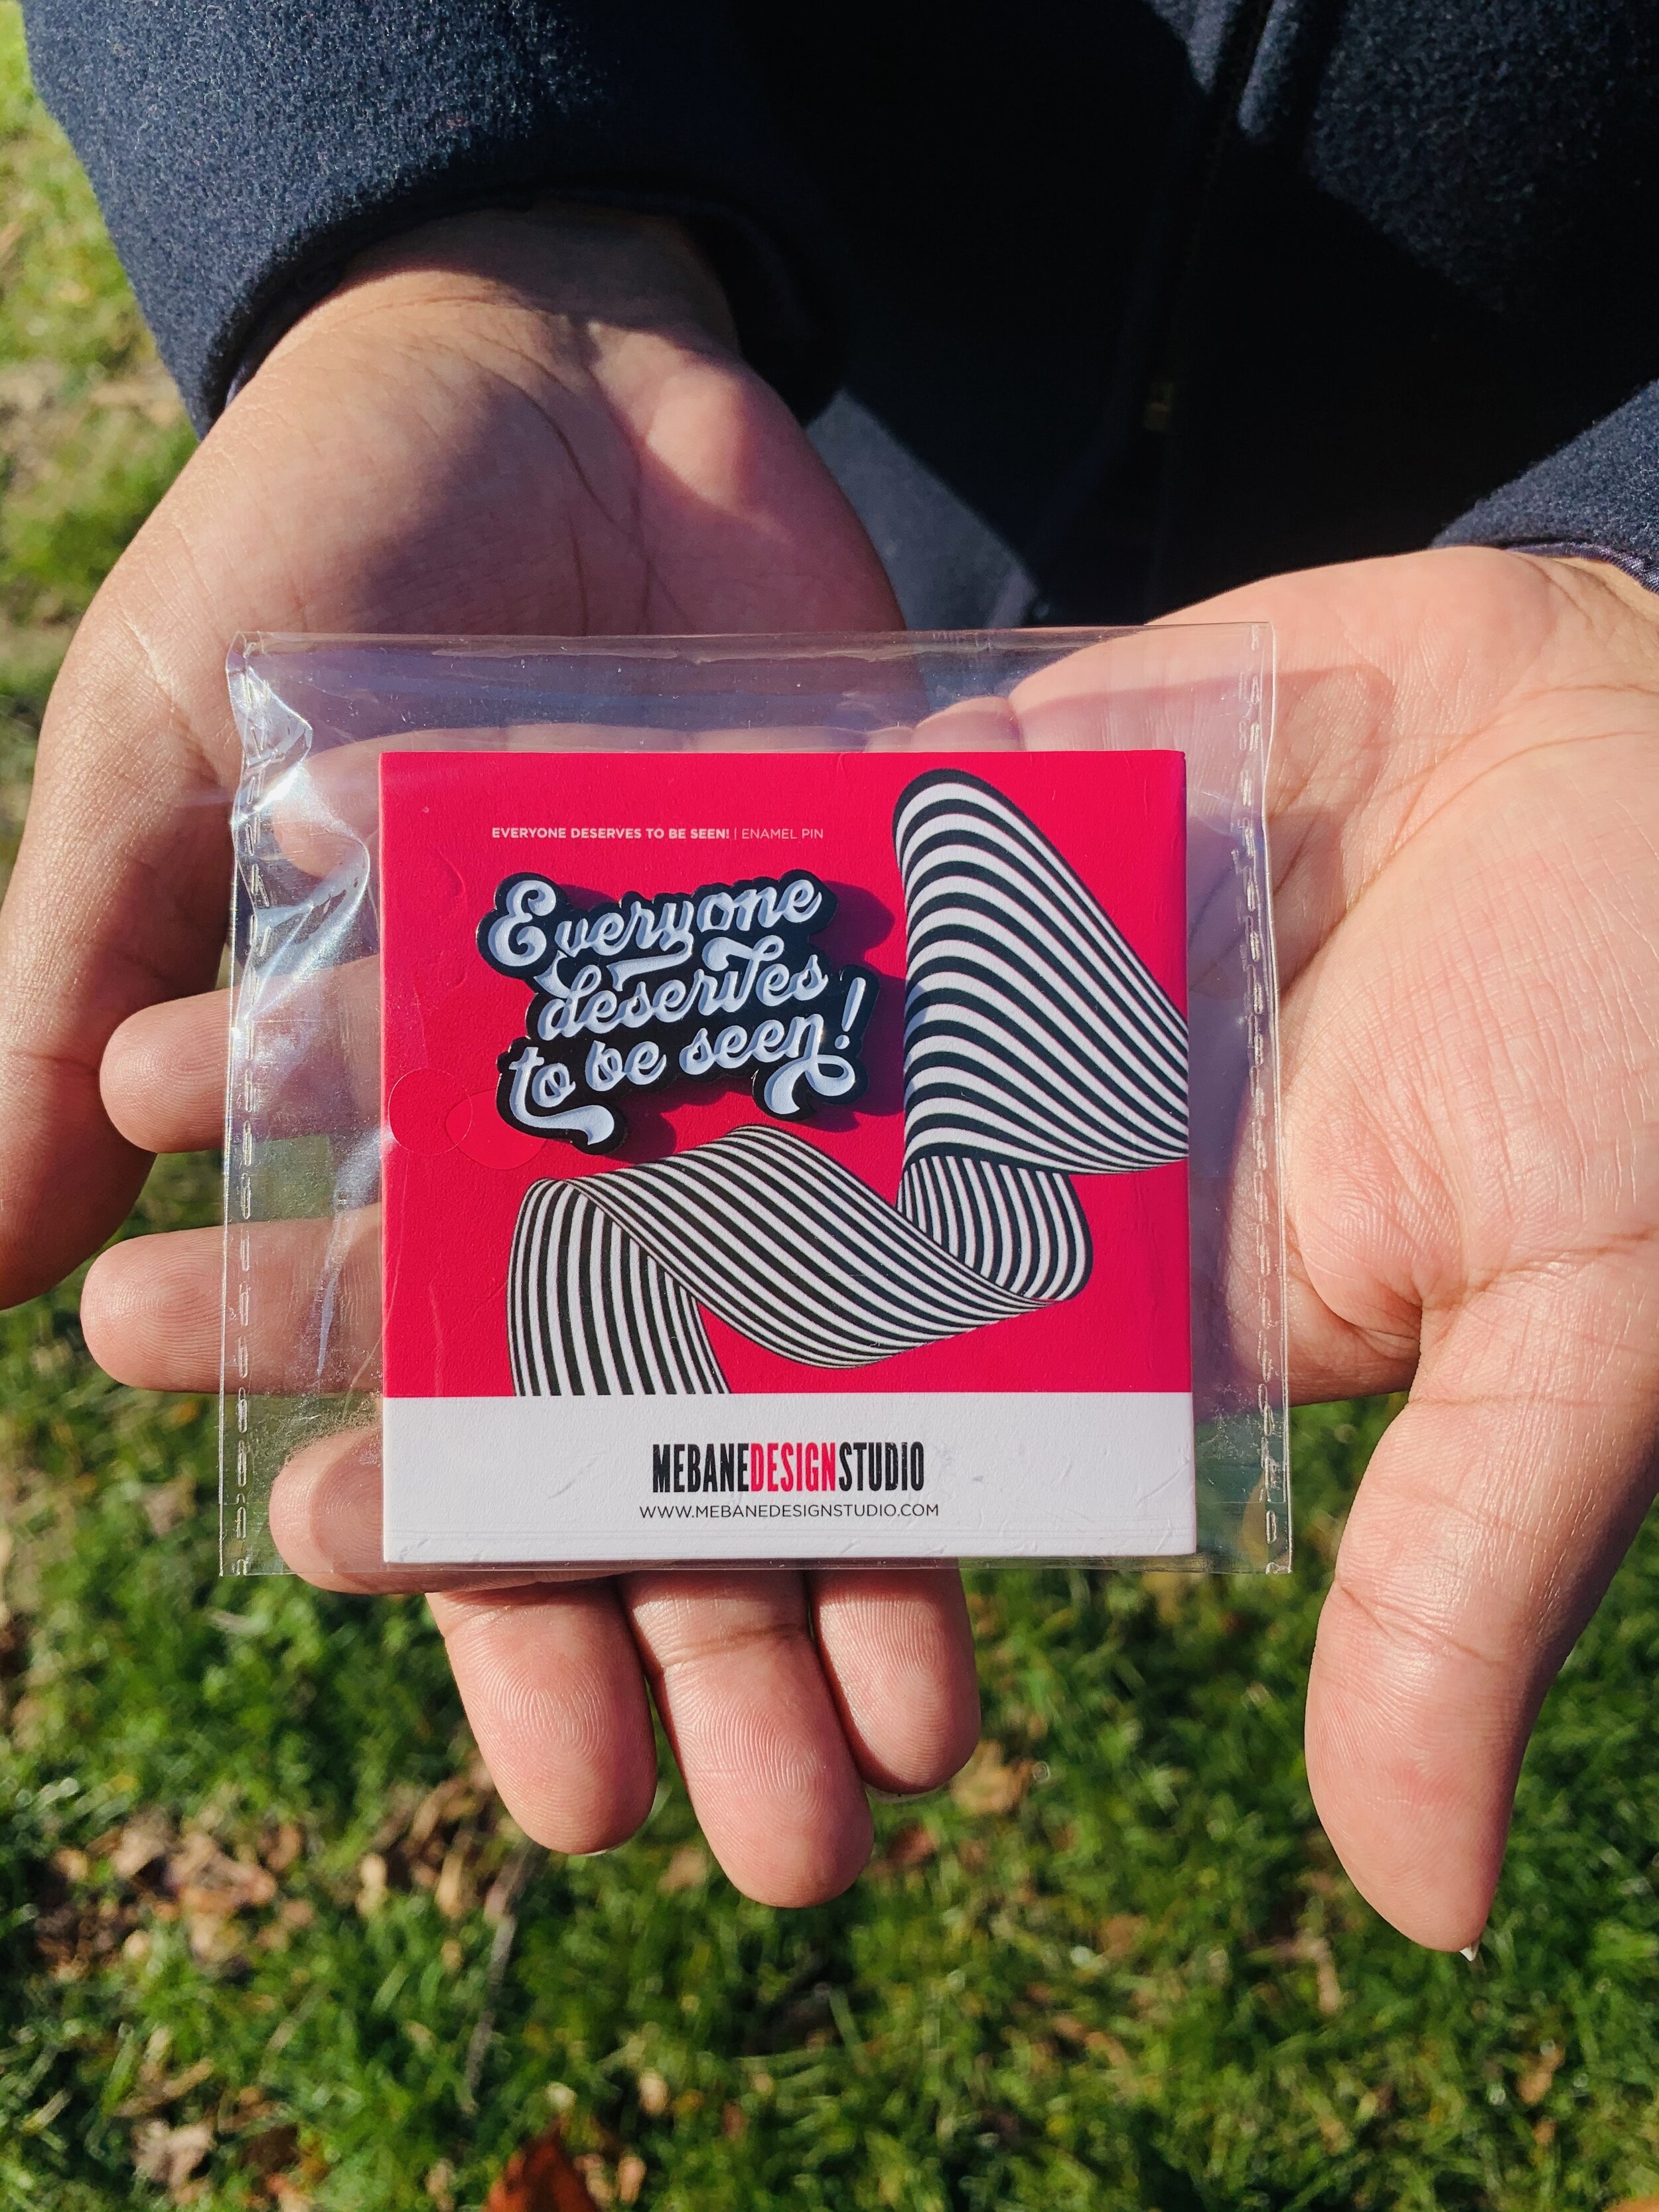 EVERYONE DESERVES TO BE SEEN! | ENAMEL PIN
Everyone
deserves
to be seen!
MEBANEDESIGNSTUDIO
WWW.MEBANEDESIGNSTUDIO.COM